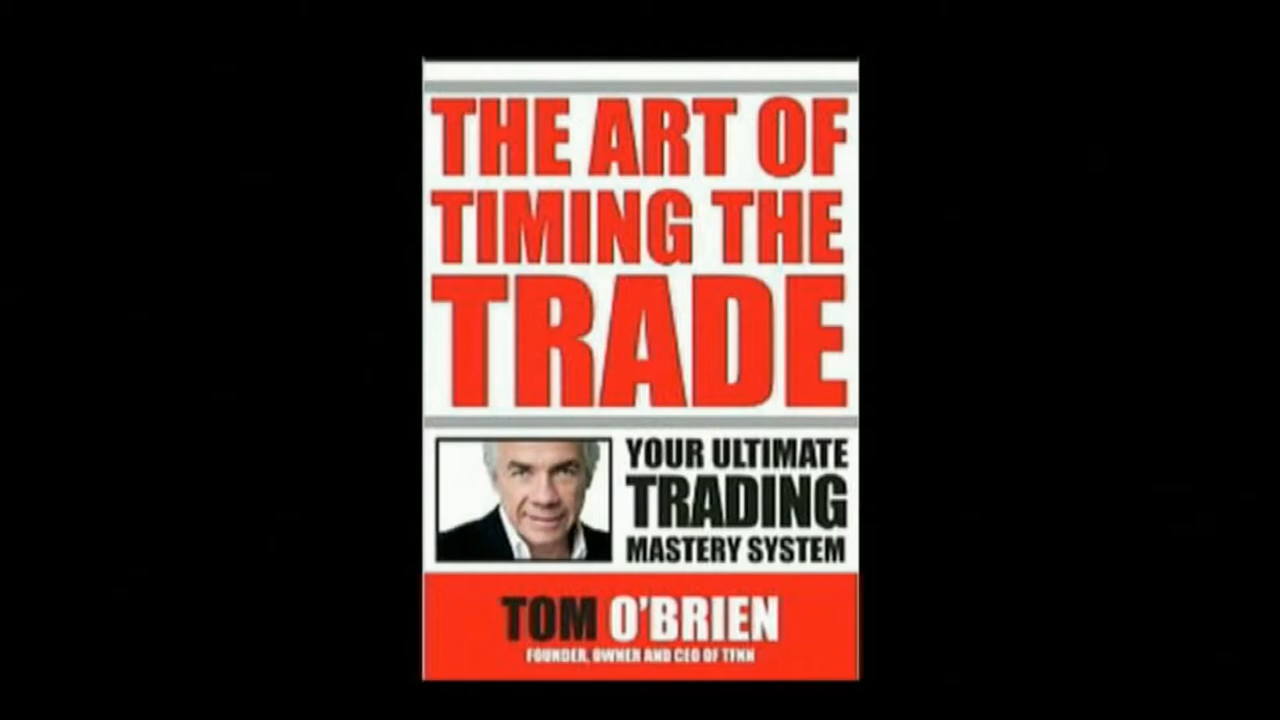 THE ART OF
TIMING THE
TRADE
YOUR ULTIMATE
TRADING
MASTERY SYSTEM
TOM O'BRIEN
FOUNDER, OWNER AND CEO OF TFNN